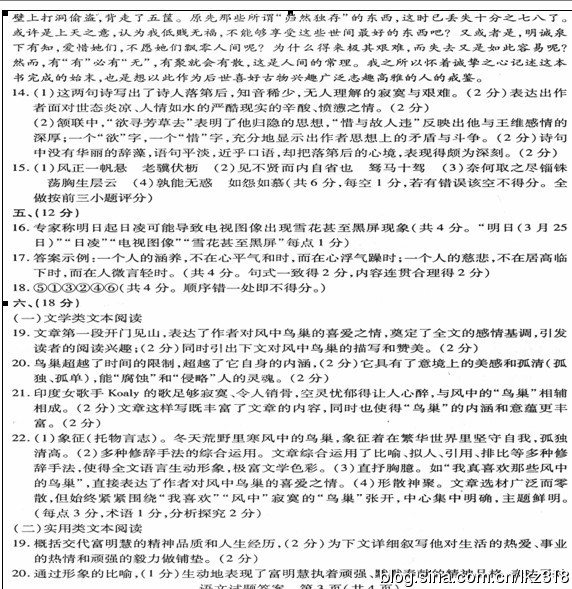 壁上打洞偷盗,背走了五箧。原先那些所谓“岿然独存”的东西,这时已丢失十分之七八了。
或许是上天之意,认为我低贱无福,不能够享受这些世间最好的东西吧？又或者是,明诚泉
下有知,爱惜她们,不愿她们飘零人间呢？为什么得来极其艰难,而失去又是如此容易呢？
然而,有“有”必有“无”,有聚就会有散,这是人间的常理。我之所以怀着诚挚之心记述这本
书完成的始末,也是想以此作为后世喜好古物兴趣广泛志趣高雅的人的戒鉴。
14.(1)这两句诗写出了诗人落第后,知音稀少,无人理解的寂寞与艰难。(2分)表达出作
者面对世态炎凉、人情如水的严酷现实的辛酸、愤懑之情。(2分)
(2)颔联中,“欲寻芳草去”表明了他归隐的思想,“惜与故人违”反映出他与王维感情的
深厚;一个“欲”字,一个“惜”字,充分地显示出作者思想上的矛盾与斗争。(2分)诗句
中没有华丽的辞藻,语句平淡,近乎口语,却把落第后的心境,表现得颇为深刻。(2分)
15.(1)风正一帆悬　老骥伏枥　(2)见不贤而内自省也　驽马十驾　(3)奈何取之尽锱铢
荡胸生层云　(4)孰能无惑　如怨如慕(共6分,每空1分,若有错误该空不得分。全
做按前三小题评分)
五、(12分)
16.专家称明日起日凌可能导致电视图像出现雪花甚至黑屏现象(共4分。“明日(3月25
日)”“日凌”“电视图像”“雪花甚至黑屏”每点1分)
17.答案示例:一个人的涵养,不在心平气和时,而在心浮气躁时;一个人的慈悲,不在居高临
下时,而在人微言轻时。(共4分。句式一致得2分,内容连贯合理得2分)
18.⑤①③②④⑥(共4分。顺序错一处即不得分。)
六、(18分)
(一)文学类文本阅读
19.文章第一段开门见山,表达了作者对风中鸟巢的喜爱之情,奠定了全文的感情基调,引发
读者的阅读兴趣;(2分)同时引出下文对风中鸟巢的描写和赞美。(2分)
20.鸟巢超越了时间的限制,超越了它自身的内涵,(2分)它具有了意境上的美感和孤清(孤
独、孤单),能“腐蚀”和“侵略”人的灵魂。(2分)
21.印度女歌手Koaly的歌足够寂寞、令人销骨,空灵忧郁得让人心醉,与风中的“鸟巢”相辅
相成。(2分)文章这样写既丰富了文章的内容,同时也使得“鸟巢”的内涵和意蕴更丰
富。(2分)
22.(1)象征(托物言志)。冬天荒野里寒风中的鸟巢,象征着在繁华世界里坚守自我,孤独
清高。(2)多种修辞手法的综合运用。文章综合运用了比喻、拟人、引用、排比等多种修
辞手法,使得全文语言生动形象,极富文学色彩。(3)直抒胸臆。如“我真喜欢那些风中
的鸟巢”,直接表达了作者对风中鸟巢的喜爱之情。(4)形散神聚。文章选材广泛而零
散,但始终紧紧围绕“我喜欢”“风中”寂寞的“鸟巢”张开,中心集中明确,主题鲜明。
(每点3分,术语1分,分析探究2分)
(二)实用类文本阅读
19.概括交代富明慧的精神品质和人生经历,(2分)为下文详细叙写他对生活的热爱、事业
的热情和顽强的毅力做铺垫。(2分)
20.通过形象的比喻,(1分)生动地表现了富明慧执着顽强、
blog.sina.com.cn/lkz318